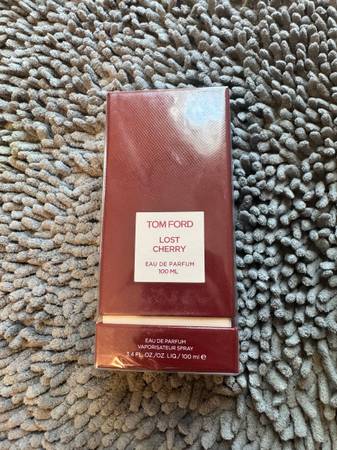 TOM FORD
LOST
CHERRY
EAU DE PARFUM
100 ML
EAU DE PARFUM
VAPORISATEUR SPRAY
3.4 FL. OZ./OZ. LIQ./100 ml ℮